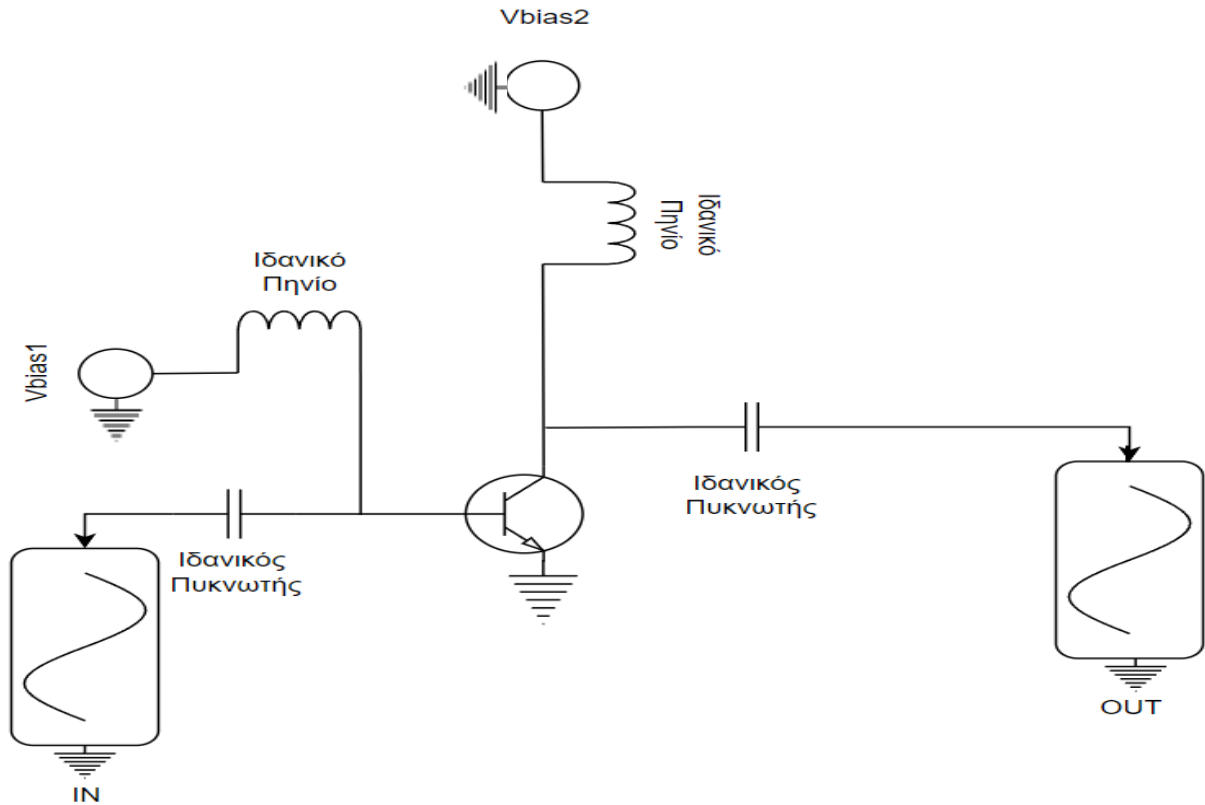 Vbias2
Ιδανικό
Πηνίο
Ιδανικό
Πηνίο
Vbias1
Ιδανικός
Πυκνωτής
Ιδανικός
Πυκνωτής
OUT
IN